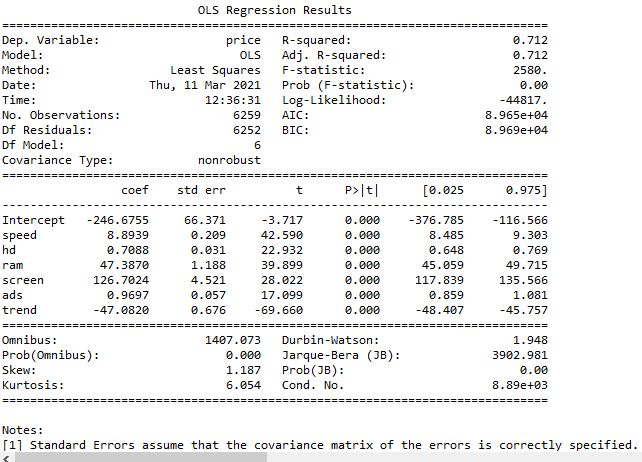 OLS Regression Results
Dep. Variable: price R-squared: 0.712
Model: OLS Adj. R-squared: 0.712
Method: Least Squares F-statistic: 2580.
Date: Thu, 11 Mar 2021 Prob (F-statistic): 0.00
Time: 12:36:31 Log-Likelihood: -44817.
No. Observations: 6259 AIC: 8.965e+04
Df Residuals: 6252 BIC: 8.969e+04
Df Model: 6
Covariance Type: nonrobust
coef std err t P>|t| [0.025 0.975]
Intercept -246.6755 66.371 -3.717 0.000 -376.785 -116.566
speed 8.8939 0.209 42.590 0.000 8.485 9.303
hd 0.7088 0.031 22.932 0.000 0.648 0.769
ram 47.3870 1.188 39.899 0.000 45.059 49.715
screen 126.7024 4.521 28.022 0.000 117.839 135.566
ads 0.9697 0.057 17.099 0.000 0.859 1.081
trend -47.0820 0.676 -69.660 0.000 -48.407 -45.757
Omnibus: 1407.073 Durbin-Watson: 1.948
Prob(Omnibus): 0.000 Jarque-Bera (JB): 3902.981
Skew: 1.187 Prob(JB): 0.00
Kurtosis: 6.054 Cond. No. 8.89e+03
Notes:
[1] Standard Errors assume that the covariance matrix of the errors is correctly specified.